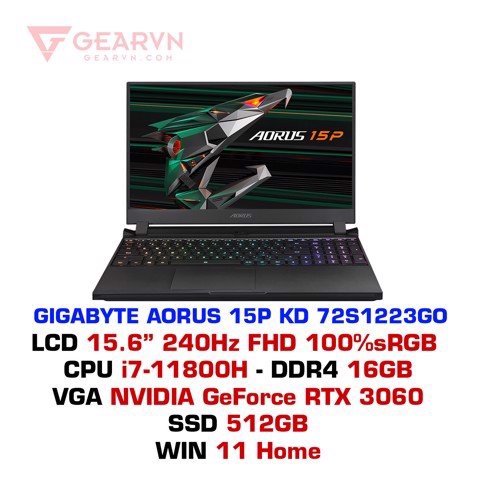 GEARVN
GEARVN.COM
AORUS 15P
AORUS
GIGABYTE AORUS 15P KD 72S1223GO
LCD 15.6” 240Hz FHD 100%sRGB
CPU i7-11800H - DDR4 16GB
VGA NVIDIA GeForce RTX 3060
SSD 512GB
WIN 11 Home